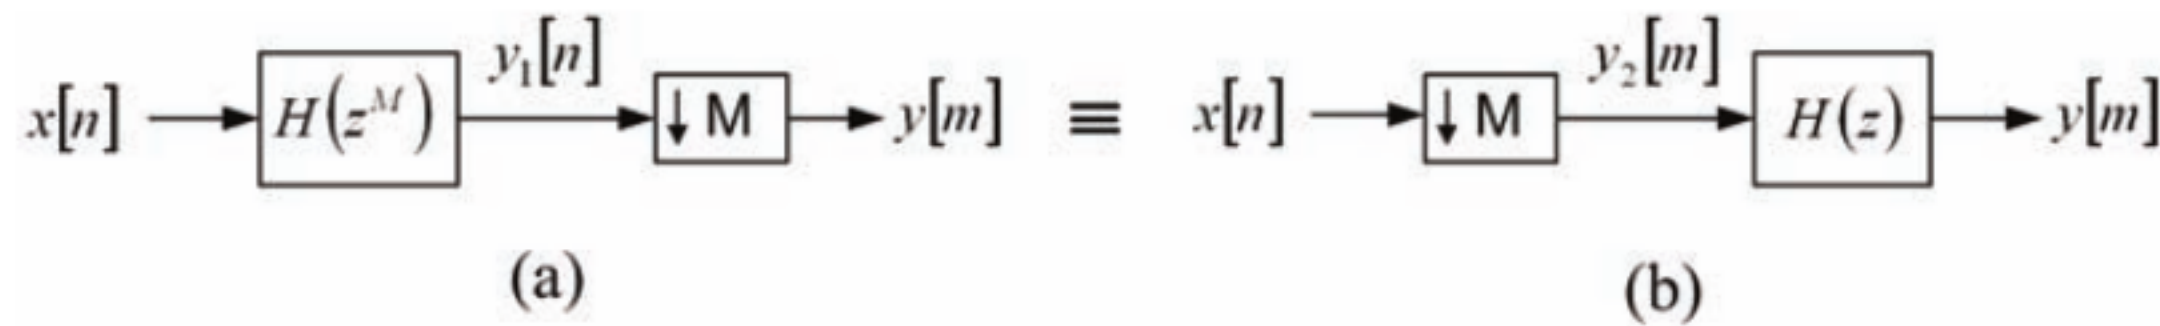 x[n] H(z^M) y₁[n] ↓ M y[m] ≡ x[n] ↓ M y₂[m] H(z) y[m]
(a) (b)